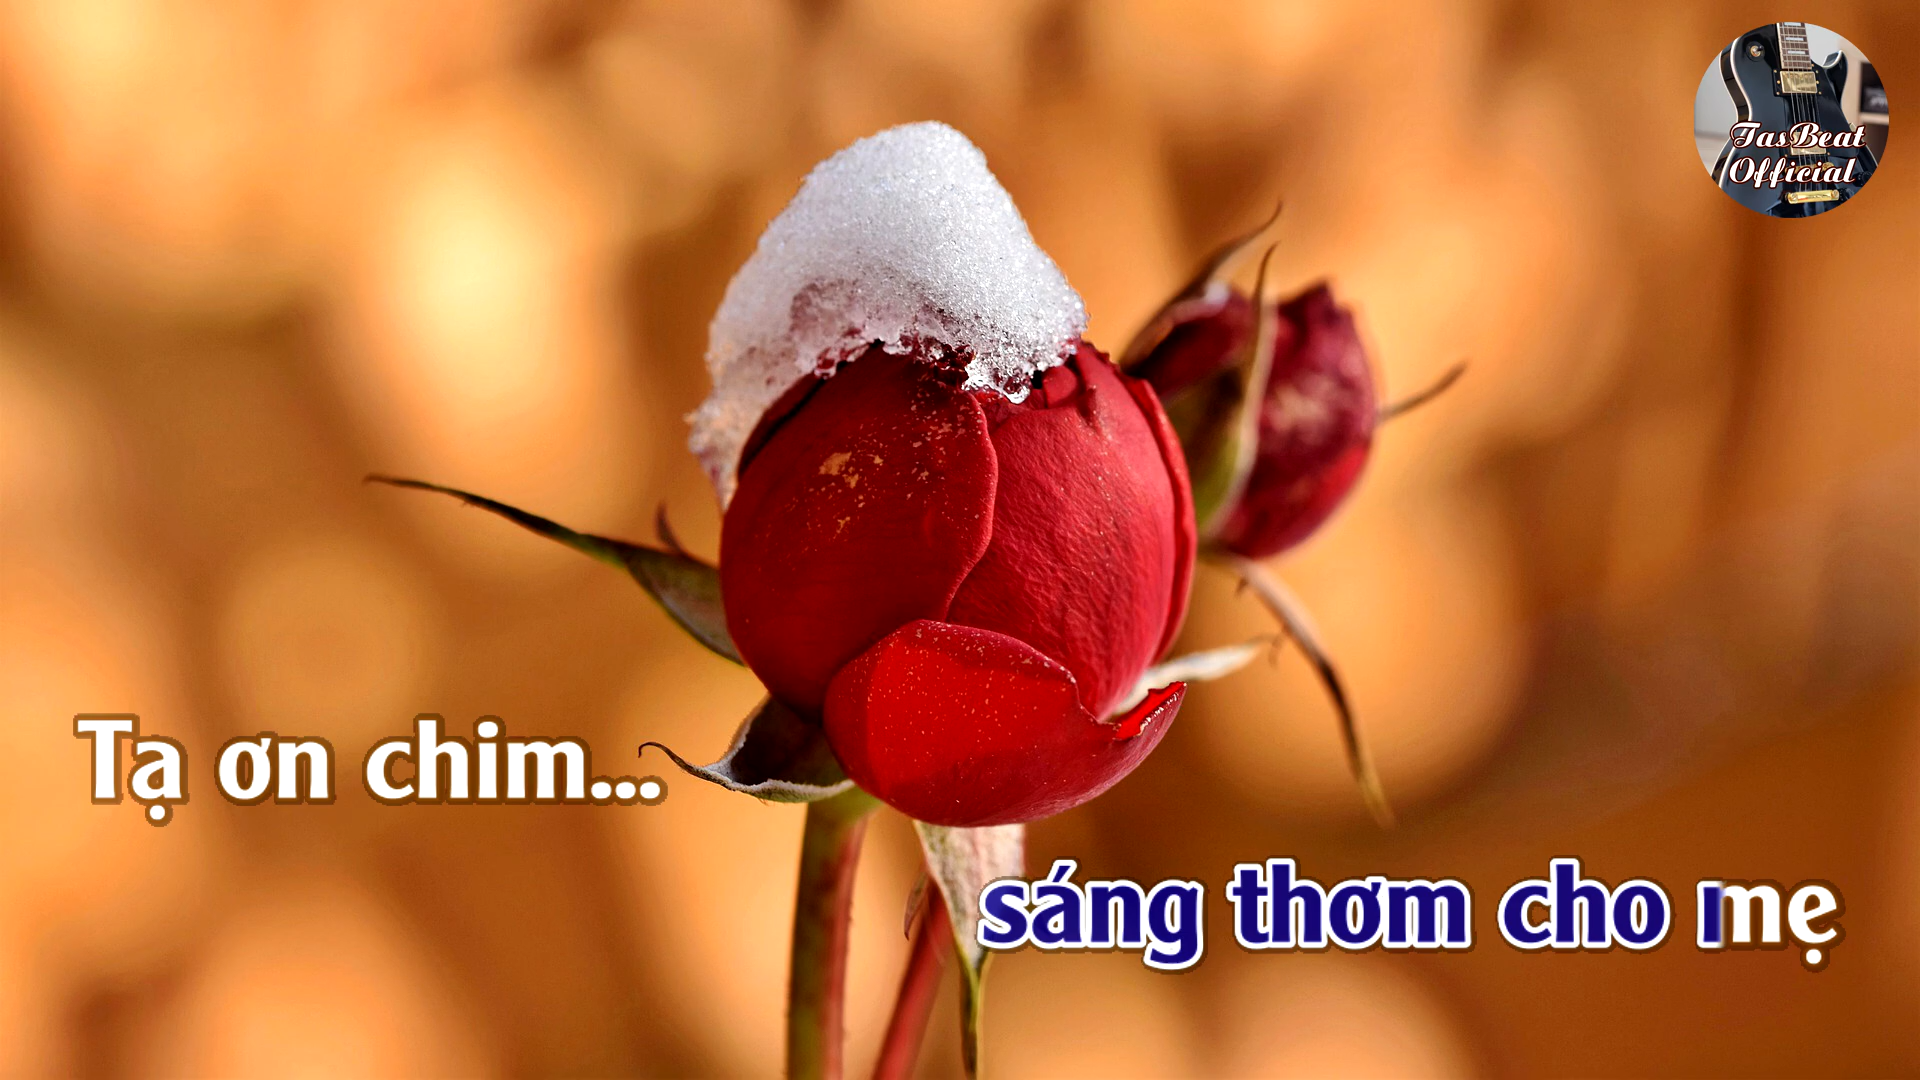 TasBeat
Official
Tạ ơn chim...
sáng thơm cho mẹ